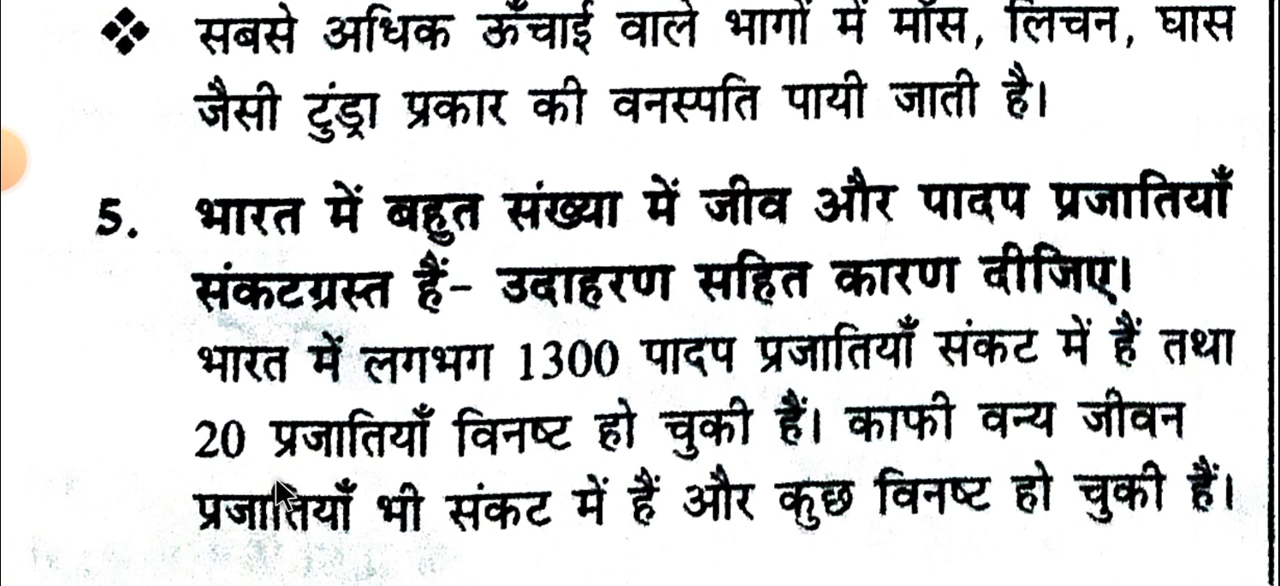 ❖ सबसे अधिक ऊँचाई वाले भागों में मॉस, लिचन, घास
जैसी टुंड्रा प्रकार की वनस्पति पायी जाती है।
5. भारत में बहुत संख्या में जीव और पादप प्रजातियाँ
संकटग्रस्त हैं- उदाहरण सहित कारण दीजिए।
भारत में लगभग 1300 पादप प्रजातियाँ संकट में हैं तथा
20 प्रजातियाँ विनष्ट हो चुकी हैं। काफी वन्य जीवन
प्रजातियाँ भी संकट में हैं और कुछ विनष्ट हो चुकी हैं।